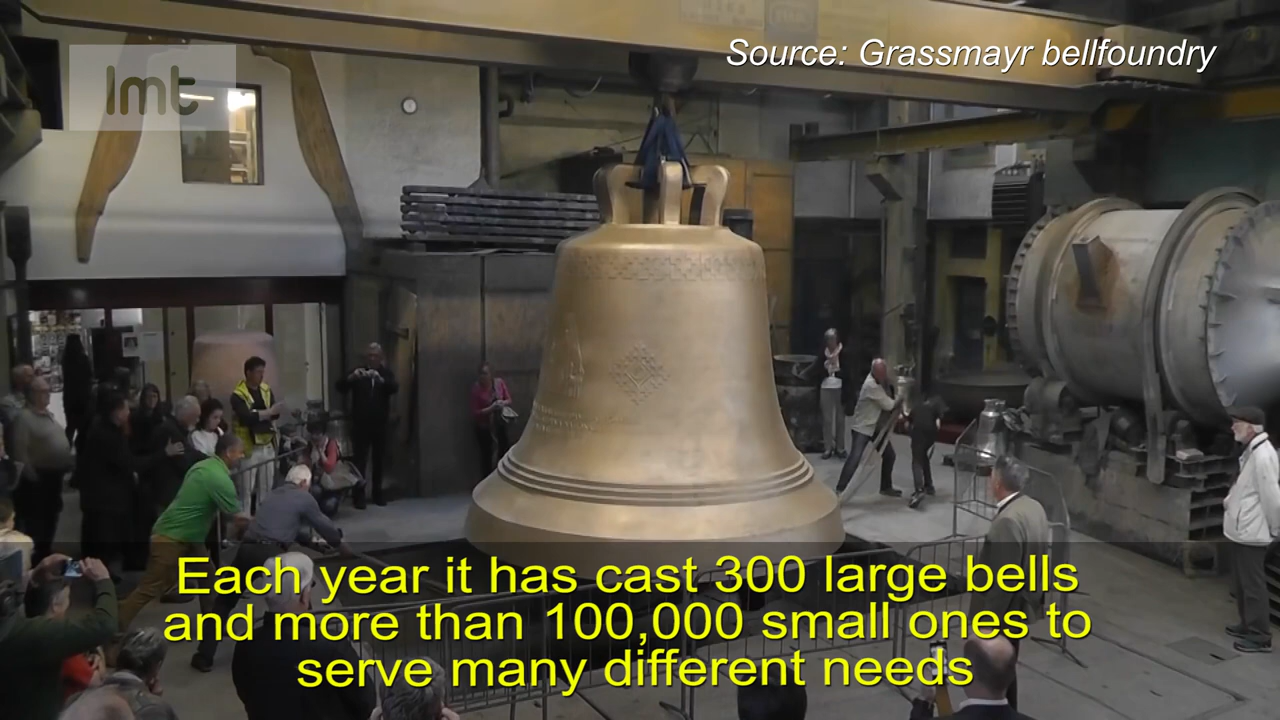 lmt
Source: Grassmayr bellfoundry
Each year it has cast 300 large bells
and more than 100,000 small ones to
serve many different needs